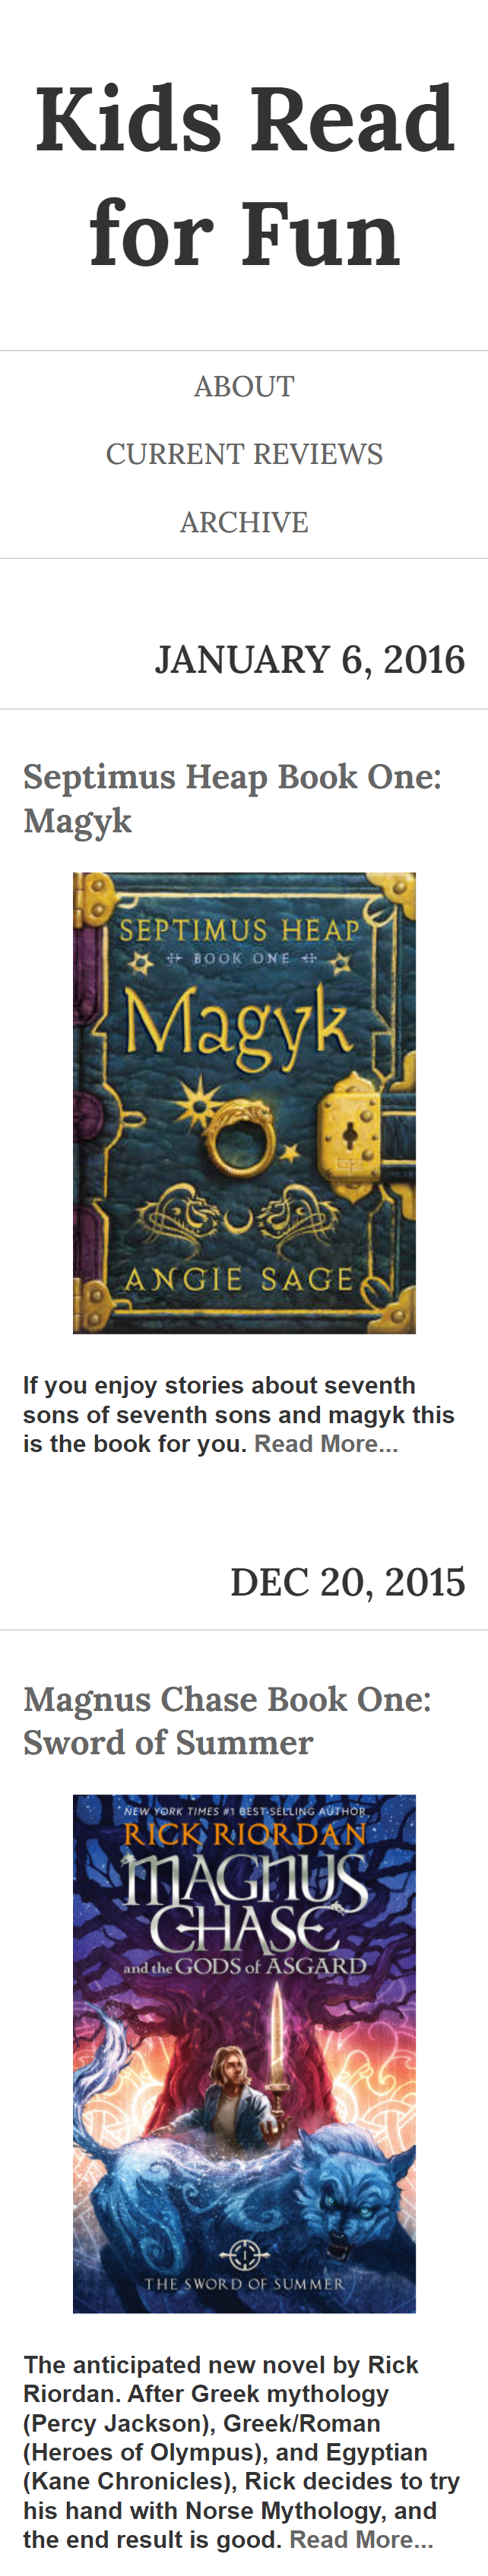 Kids Read
for Fun
ABOUT
CURRENT REVIEWS
ARCHIVE
JANUARY 6, 2016
Septimus Heap Book One:
Magyk
SEPTIMUS HEAP
BOOK ONE
Magyk
ANGIE SAGE
If you enjoy stories about seventh
sons of seventh sons and magyk this
is the book for you. Read More...
DEC 20, 2015
Magnus Chase Book One:
Sword of Summer
NEW YORK TIMES #1 BEST-SELLING AUTHOR
RICK RIORDAN
MAGNUS
CHASE
and the GODS of ASGARD
THE SWORD OF SUMMER
The anticipated new novel by Rick
Riordan. After Greek mythology
(Percy Jackson), Greek/Roman
(Heroes of Olympus), and Egyptian
(Kane Chronicles), Rick decides to try
his hand with Norse Mythology, and
the end result is good. Read More...